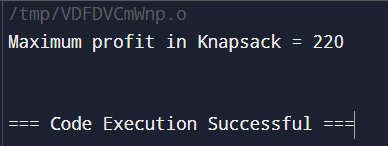 /tmp/VDFDVCmWnp.o
Maximum profit in Knapsack = 220
=== Code Execution Successful ===